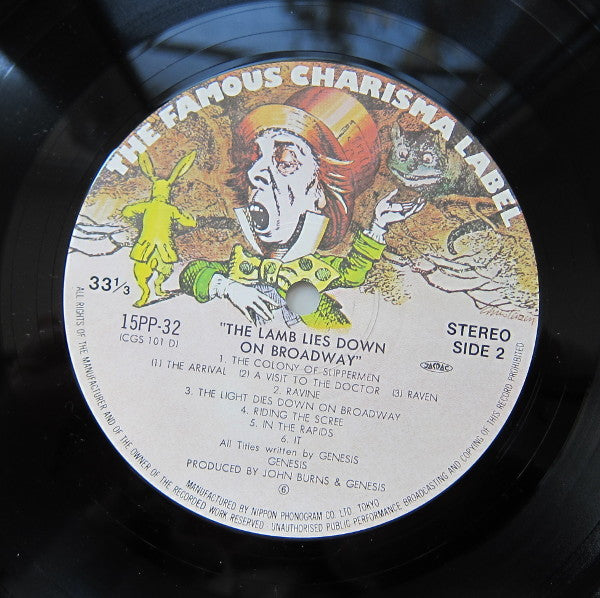 THE FAMOUS CHARISMA LABEL
33 1/3
15PP-32
(CGS 101 D)
"THE LAMB LIES DOWN
ON BROADWAY"
STEREO
SIDE 2
JASRAC
1. THE COLONY OF SLIPPERMEN
(1) THE ARRIVAL (2) A VISIT TO THE DOCTOR (3) RAVEN
2. RAVINE
3. THE LIGHT DIES DOWN ON BROADWAY
4. RIDING THE SCREE
5. IN THE RAPIDS
6. IT
All Titles written by GENESIS
GENESIS
PRODUCED BY JOHN BURNS & GENESIS
⑥
MANUFACTURED BY NIPPON PHONOGRAM CO. LTD. TOKYO
ALL RIGHTS OF THE MANUFACTURER AND OF THE OWNER OF THE RECORDED WORK RESERVED · UNAUTHORISED PUBLIC PERFORMANCE BROADCASTING AND COPYING OF THIS RECORD PROHIBITED